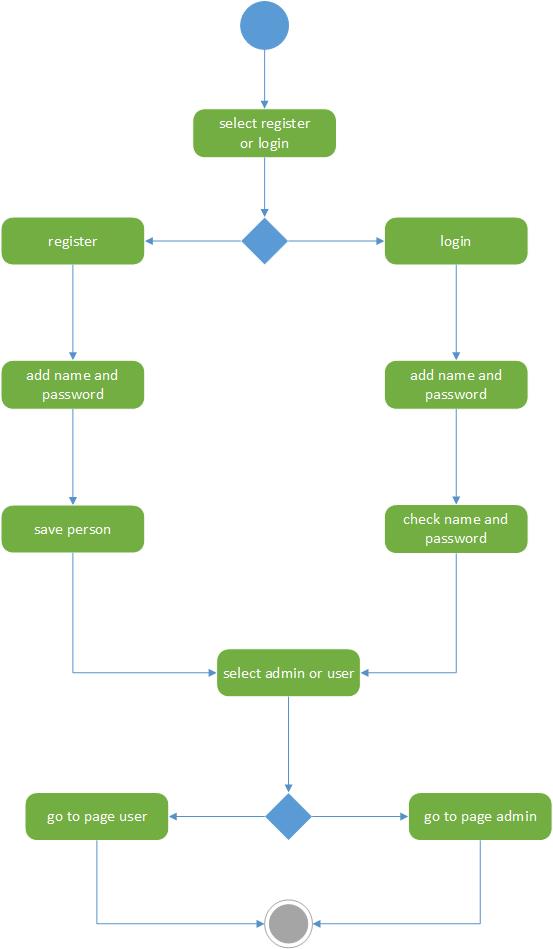 select register
or login
register
login
add name and
password
add name and
password
save person
check name and
password
select admin or user
go to page user
go to page admin